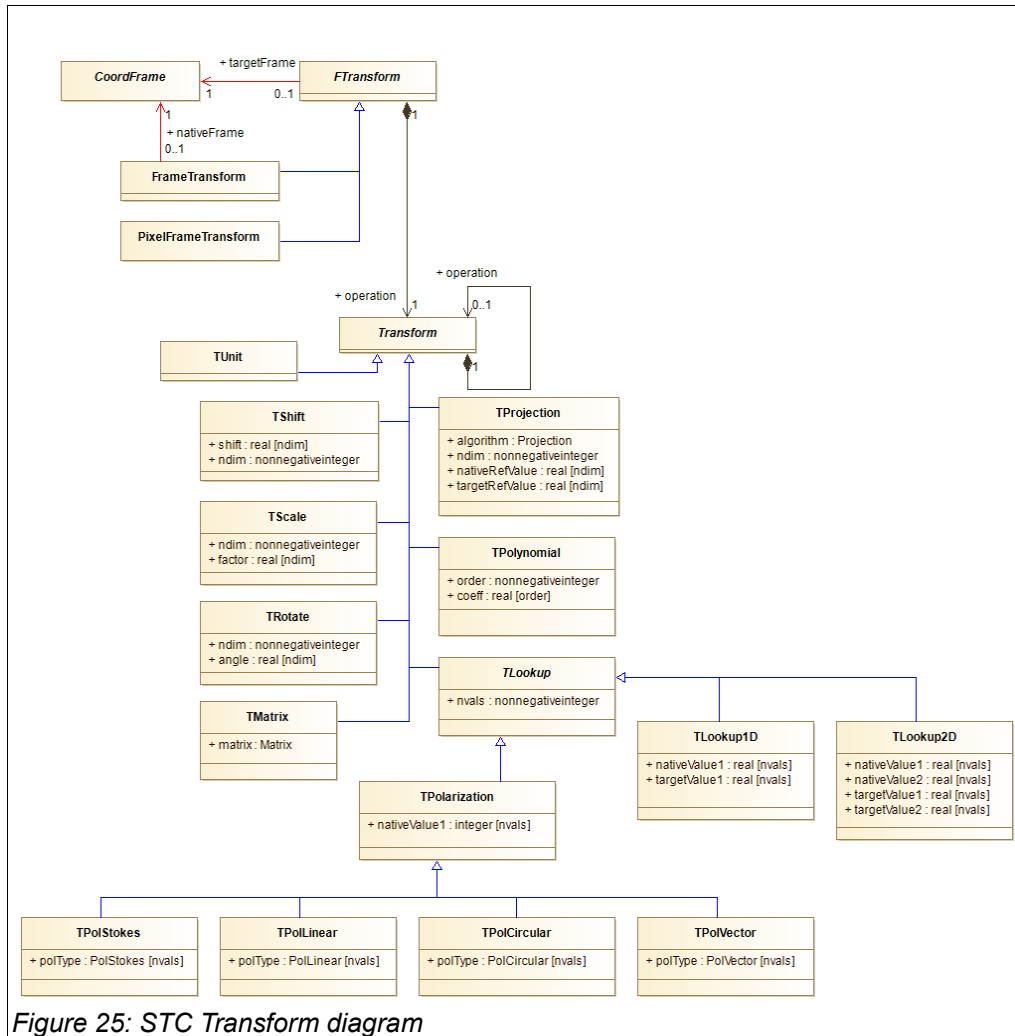 + targetFrame
CoordFrame
FTransform
1
0..1
1
1
+ nativeFrame
0..1
FrameTransform
PixelFrameTransform
+ operation
+ operation
1
0..1
Transform
1
TUnit
TShift
+ shift : real [ndim]
+ ndim : nonnegativeinteger
TProjection
+ algorithm : Projection
+ ndim : nonnegativeinteger
+ nativeRefValue : real [ndim]
+ targetRefValue : real [ndim]
TScale
+ ndim : nonnegativeinteger
+ factor : real [ndim]
TPolynomial
+ order : nonnegativeinteger
+ coeff : real [order]
TRotate
+ ndim : nonnegativeinteger
+ angle : real [ndim]
TLookup
+ nvals : nonnegativeinteger
TMatrix
+ matrix : Matrix
TLookup1D
+ nativeValue1 : real [nvals]
+ targetValue1 : real [nvals]
TLookup2D
+ nativeValue1 : real [nvals]
+ nativeValue2 : real [nvals]
+ targetValue1 : real [nvals]
+ targetValue2 : real [nvals]
TPolarization
+ nativeValue1 : integer [nvals]
TPolStokes
+ polType : PolStokes [nvals]
TPolLinear
+ polType : PolLinear [nvals]
TPolCircular
+ polType : PolCircular [nvals]
TPolVector
+ polType : PolVector [nvals]
Figure 25: STC Transform diagram